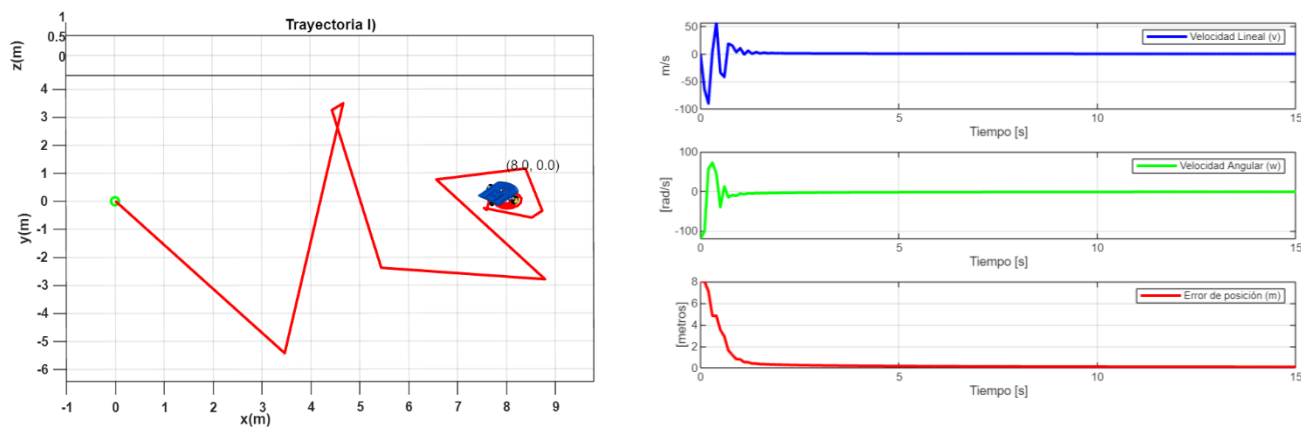 Trayectoria I)
z(m)
1
0.5
0
y(m)
4
3
2
1
0
-1
-2
-3
-4
-5
-6
(8.0, 0.0)
-1 0 1 2 3 4 5 6 7 8 9
x(m)
m/s
50
0
-50
-100
Velocidad Lineal (v)
0 5 10 15
Tiempo [s]
[rad/s]
100
0
-100
Velocidad Angular (w)
0 5 10 15
Tiempo [s]
[metros]
8
6
4
2
0
Error de posición (m)
0 5 10 15
Tiempo [s]